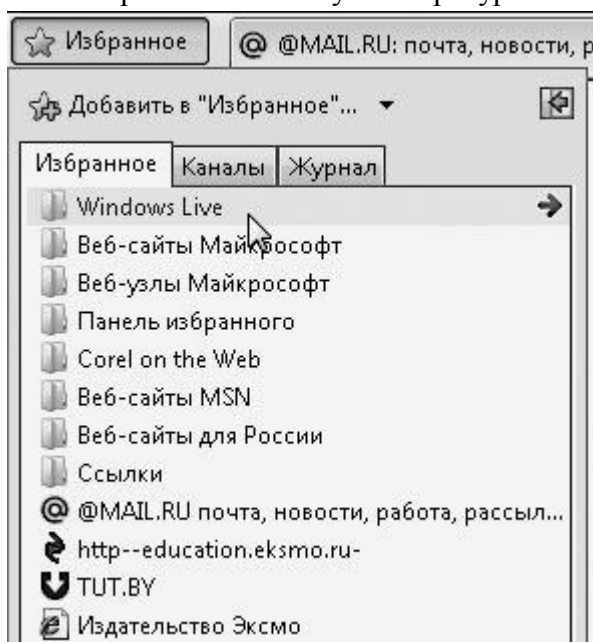 Избранное
@MAIL.RU: почта, новости, р
Добавить в "Избранное"...
Избранное Каналы Журнал
Windows Live
Веб-сайты Майкрософт
Веб-узлы Майкрософт
Панель избранного
Corel on the Web
Веб-сайты MSN
Веб-сайты для России
Ссылки
@MAIL.RU почта, новости, работа, рассыл...
http--education.eksmo.ru-
TUT.BY
Издательство Эксмо